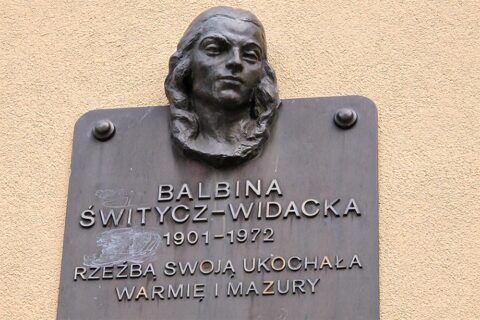 BALBINA
ŚWITYCZ-WIDACKA
1901-1972
RZEŹBĄ SWOJĄ UKOCHAŁA
WARMIĘ I MAZURY